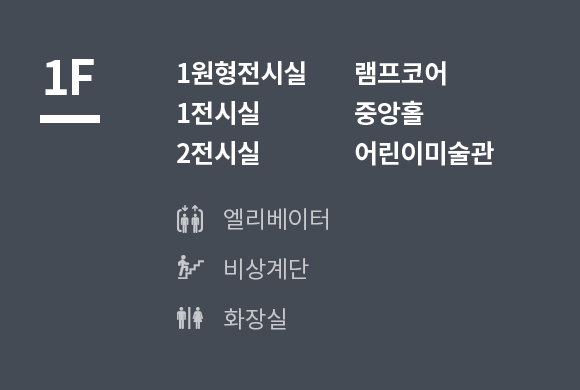 1F
1원형전시실 램프코어
1전시실 중앙홀
2전시실 어린이미술관
엘리베이터
비상계단
화장실